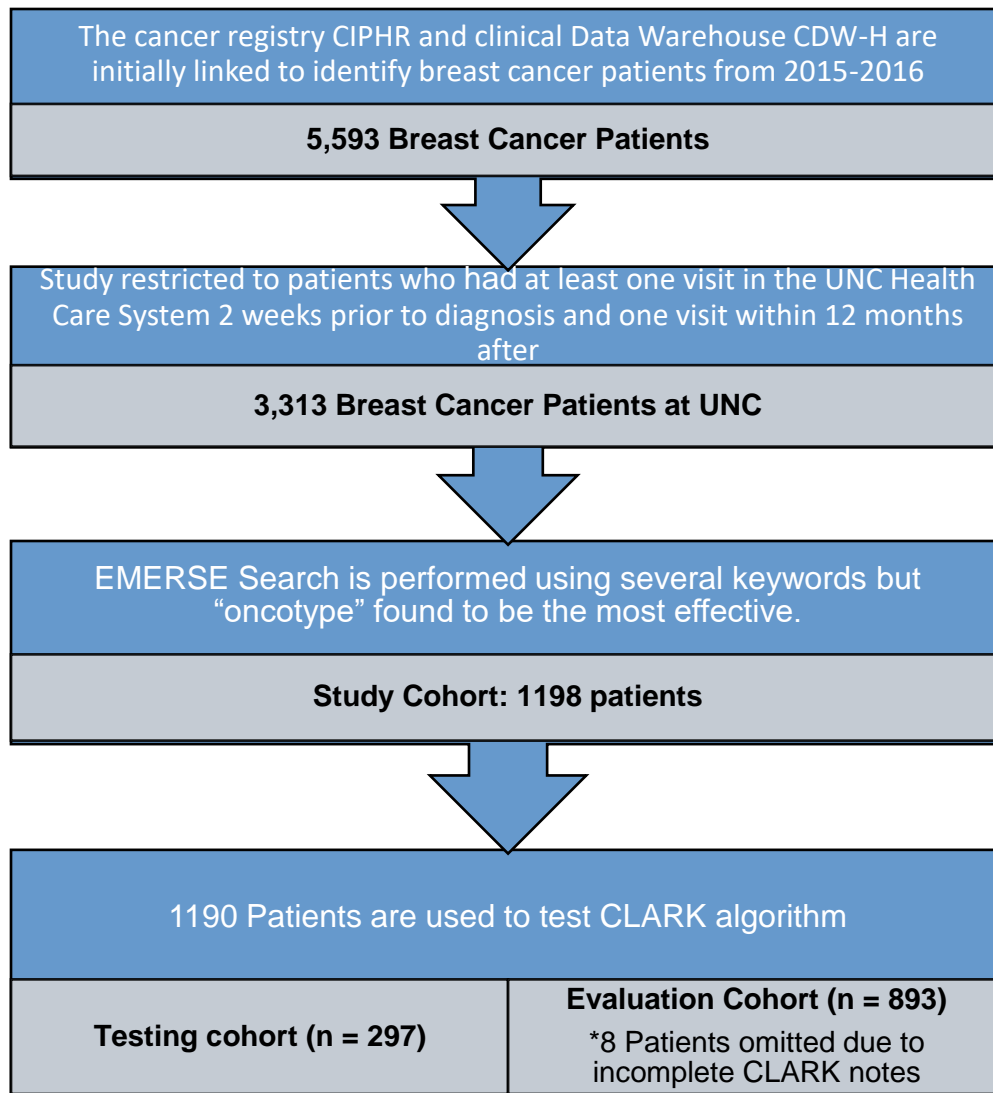 The cancer registry CIPHR and clinical Data Warehouse CDW-H are
initially linked to identify breast cancer patients from 2015-2016
5,593 Breast Cancer Patients
Study restricted to patients who had at least one visit in the UNC Health
Care System 2 weeks prior to diagnosis and one visit within 12 months
after
3,313 Breast Cancer Patients at UNC
EMERSE Search is performed using several keywords but
“oncotype” found to be the most effective.
Study Cohort: 1198 patients
1190 Patients are used to test CLARK algorithm
Testing cohort (n = 297)
Evaluation Cohort (n = 893)
*8 Patients omitted due to
incomplete CLARK notes